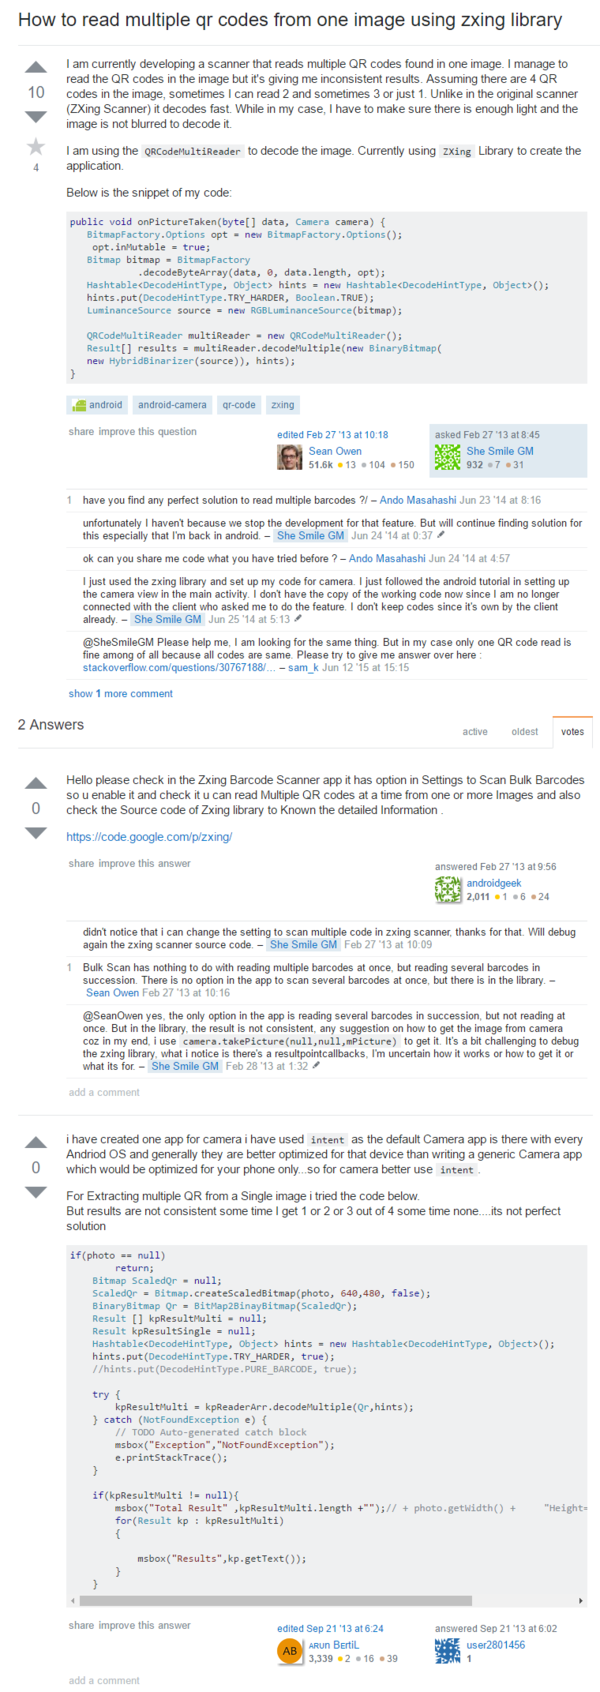 How to read multiple qr codes from one image using zxing library
I am currently developing a scanner that reads multiple QR codes found in one image. I manage to
read the QR codes in the image but it's giving me inconsistent results. Assuming there are 4 QR
codes in the image, sometimes I can read 2 and sometimes 3 or just 1. Unlike in the original scanner
(ZXing Scanner) it decodes fast. While in my case, I have to make sure there is enough light and the
image is not blurred to decode it.
10
4
I am using the QRCodeMultiReader to decode the image. Currently using ZXing Library to create the
application.
Below is the snippet of my code:
public void onPictureTaken(byte[] data, Camera camera) {
BitmapFactory.Options opt = new BitmapFactory.Options();
opt.inMutable = true;
Bitmap bitmap = BitmapFactory
.decodeByteArray(data, 0, data.length, opt);
Hashtable<DecodeHintType, Object> hints = new Hashtable<DecodeHintType, Object>();
hints.put(DecodeHintType.TRY_HARDER, Boolean.TRUE);
LuminanceSource source = new RGBLuminanceSource(bitmap);
QRCodeMultiReader multiReader = new QRCodeMultiReader();
Result[] results = multiReader.decodeMultiple(new BinaryBitmap(
new HybridBinarizer(source)), hints);
}
android android-camera qr-code zxing
share improve this question
edited Feb 27 '13 at 10:18
Sean Owen
51.6k 13 104 150
asked Feb 27 '13 at 8:45
She Smile GM
932 7 31
1 have you find any perfect solution to read multiple barcodes ?/ – Ando Masahashi Jun 23 '14 at 8:16
unfortunately I haven't because we stop the development for that feature. But will continue finding solution for
this especially that I'm back in android. – She Smile GM Jun 24 '14 at 0:37
ok can you share me code what you have tried before ? – Ando Masahashi Jun 24 '14 at 4:57
I just used the zxing library and set up my code for camera. I just followed the android tutorial in setting up
the camera view in the main activity. I don't have the copy of the working code now since I am no longer
connected with the client who asked me to do the feature. I don't keep codes since it's own by the client
already. – She Smile GM Jun 25 '14 at 5:13
@SheSmileGM Please help me, I am looking for the same thing. But in my case only one QR code read is
fine among of all because all codes are same. Please try to give me answer over here :
stackoverflow.com/questions/30767188/... – sam_k Jun 12 '15 at 15:15
show 1 more comment
2 Answers
active oldest votes
Hello please check in the Zxing Barcode Scanner app it has option in Settings to Scan Bulk Barcodes
so u enable it and check it u can read Multiple QR codes at a time from one or more Images and also
check the Source code of Zxing library to Known the detailed Information .
0
https://code.google.com/p/zxing/
share improve this answer
answered Feb 27 '13 at 9:56
androidgeek
2,011 1 6 24
didn't notice that i can change the setting to scan multiple code in zxing scanner, thanks for that. Will debug
again the zxing scanner source code. – She Smile GM Feb 27 '13 at 10:09
1 Bulk Scan has nothing to do with reading multiple barcodes at once, but reading several barcodes in
succession. There is no option in the app to scan several barcodes at once, but there is in the library. –
Sean Owen Feb 27 '13 at 10:16
@SeanOwen yes, the only option in the app is reading several barcodes in succession, but not reading at
once. But in the library, the result is not consistent, any suggestion on how to get the image from camera
coz in my end, i use camera.takePicture(null,null,mPicture) to get it. It's a bit challenging to debug
the zxing library, what i notice is there's a resultpointcallbacks, I'm uncertain how it works or how to get it or
what its for. – She Smile GM Feb 28 '13 at 1:32
add a comment
i have created one app for camera i have used intent as the default Camera app is there with every
Andriod OS and generally they are better optimized for that device than writing a generic Camera app
which would be optimized for your phone only...so for camera better use intent .
0
For Extracting multiple QR from a Single image i tried the code below.
But results are not consistent some time I get 1 or 2 or 3 out of 4 some time none....its not perfect
solution
if(photo == null)
return;
Bitmap ScaledQr = null;
ScaledQr = Bitmap.createScaledBitmap(photo, 640,480, false);
BinaryBitmap Qr = BitMap2BinayBitmap(ScaledQr);
Result [] kpResultMulti = null;
Result kpResultSingle = null;
Hashtable<DecodeHintType, Object> hints = new Hashtable<DecodeHintType, Object>();
hints.put(DecodeHintType.TRY_HARDER, true);
//hints.put(DecodeHintType.PURE_BARCODE, true);
try {
kpResultMulti = kpReaderArr.decodeMultiple(Qr,hints);
} catch (NotFoundException e) {
// TODO Auto-generated catch block
msbox("Exception","NotFoundException");
e.printStackTrace();
}
if(kpResultMulti != null){
msbox("Total Result" ,kpResultMulti.length +"");// + photo.getWidth() + "Height=
for(Result kp : kpResultMulti)
{
msbox("Results",kp.getText());
}
}
share improve this answer
edited Sep 21 '13 at 6:24
AB
ARUn BertiL
3,339 2 16 39
answered Sep 21 '13 at 6:02
user2801456
1
add a comment